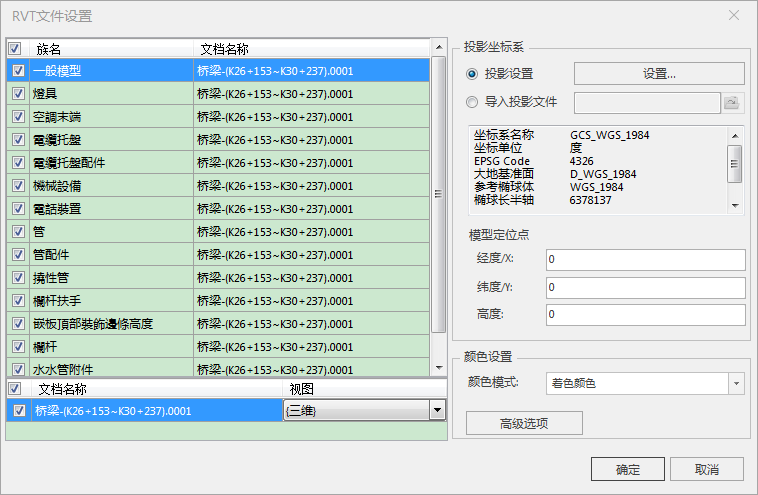 RVT文件设置
族名 文档名称
一般模型 桥梁-(K26+153~K30+237).0001
燈具 桥梁-(K26+153~K30+237).0001
空調末端 桥梁-(K26+153~K30+237).0001
電纜托盤 桥梁-(K26+153~K30+237).0001
電纜托盤配件 桥梁-(K26+153~K30+237).0001
機械設備 桥梁-(K26+153~K30+237).0001
電話裝置 桥梁-(K26+153~K30+237).0001
管 桥梁-(K26+153~K30+237).0001
管配件 桥梁-(K26+153~K30+237).0001
撓性管 桥梁-(K26+153~K30+237).0001
欄杆扶手 桥梁-(K26+153~K30+237).0001
嵌板頂部裝飾邊條高度 桥梁-(K26+153~K30+237).0001
欄杆 桥梁-(K26+153~K30+237).0001
水水管附件 桥梁-(K26+153~K30+237).0001
文档名称 视图
桥梁-(K26+153~K30+237).0001 {三维}
投影坐标系
投影设置 设置...
导入投影文件
坐标系名称 GCS_WGS_1984
坐标单位 度
EPSG Code 4326
大地基准面 D_WGS_1984
参考椭球体 WGS_1984
椭球长半轴 6378137
模型定位点
经度/X: 0
纬度/Y: 0
高度: 0
颜色设置
颜色模式: 着色颜色
高级选项
确定 取消